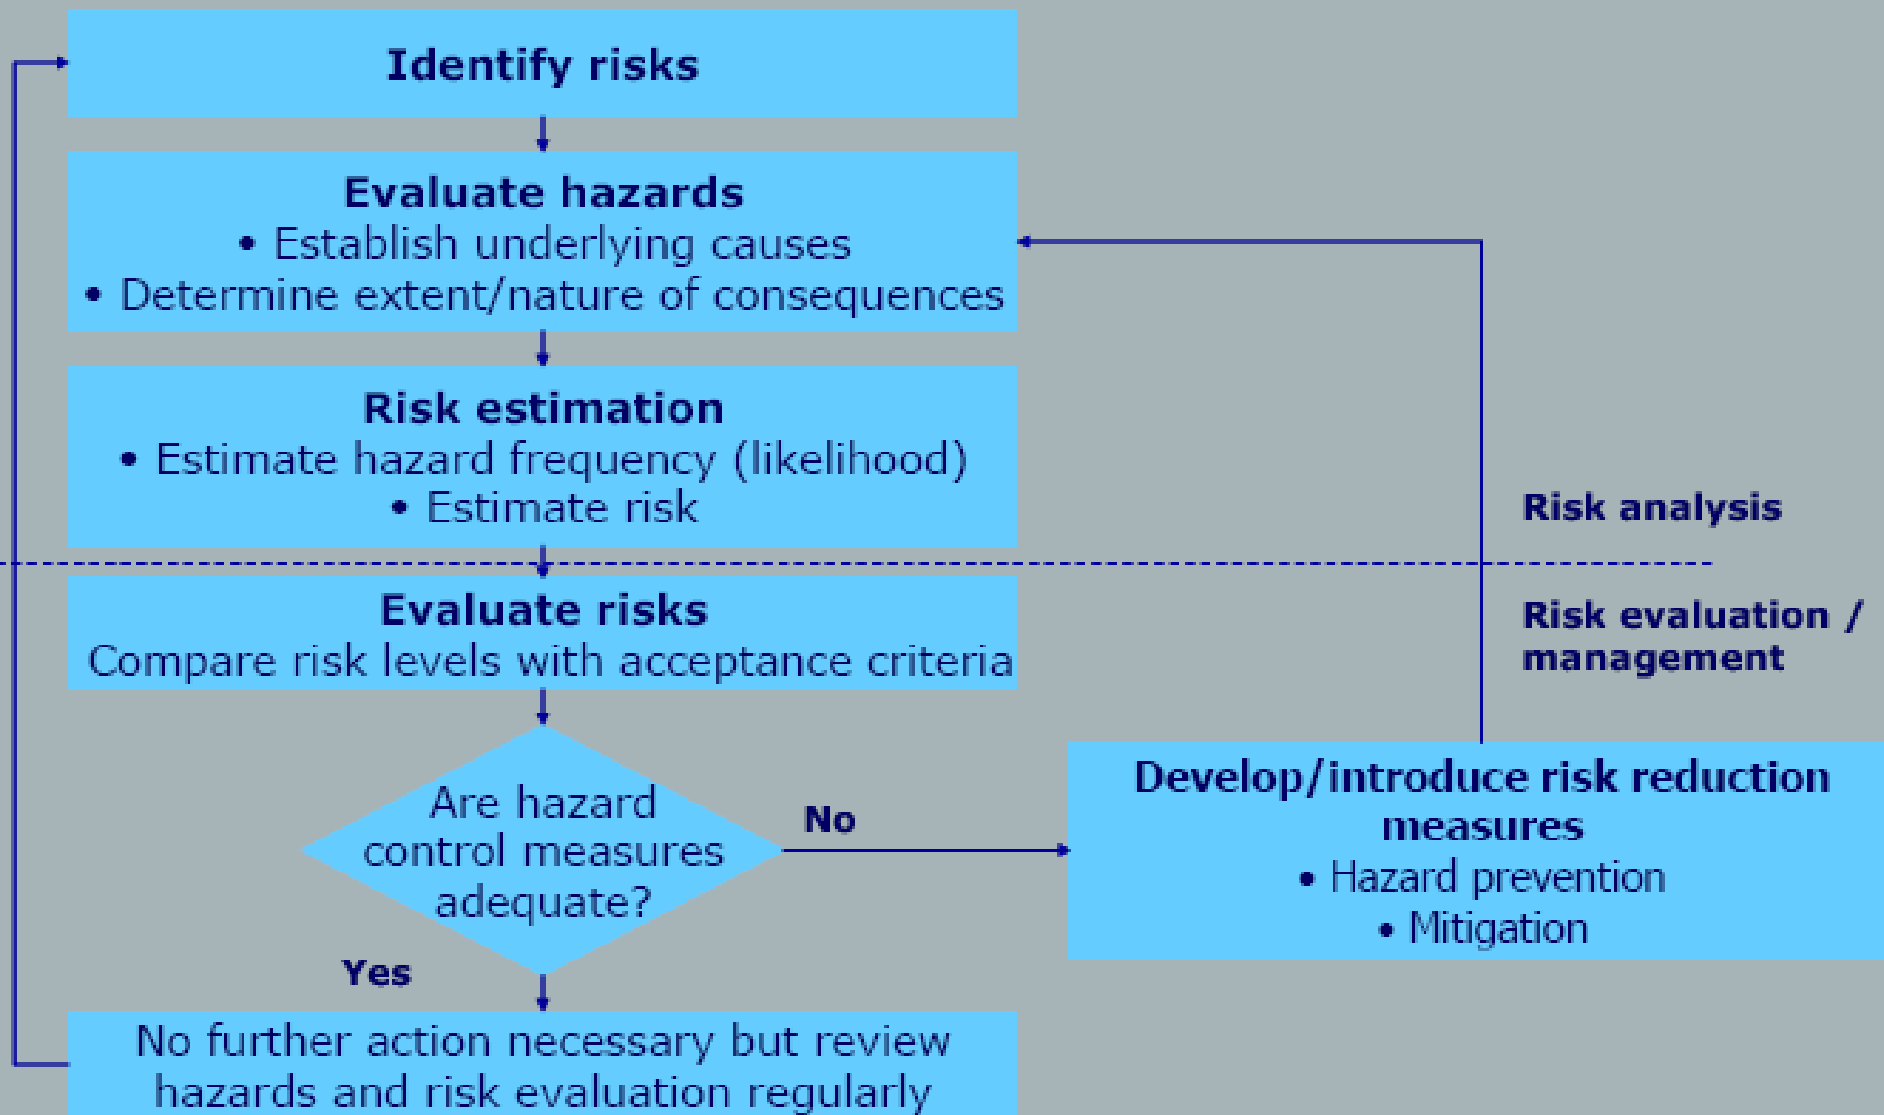 Identify risks
Evaluate hazards
• Establish underlying causes
• Determine extent/nature of consequences
Risk estimation
• Estimate hazard frequency (likelihood)
• Estimate risk
Risk analysis
Evaluate risks
Compare risk levels with acceptance criteria
Risk evaluation /
management
Are hazard
control measures
adequate?
No
Develop/introduce risk reduction
measures
• Hazard prevention
• Mitigation
Yes
No further action necessary but review
hazards and risk evaluation regularly